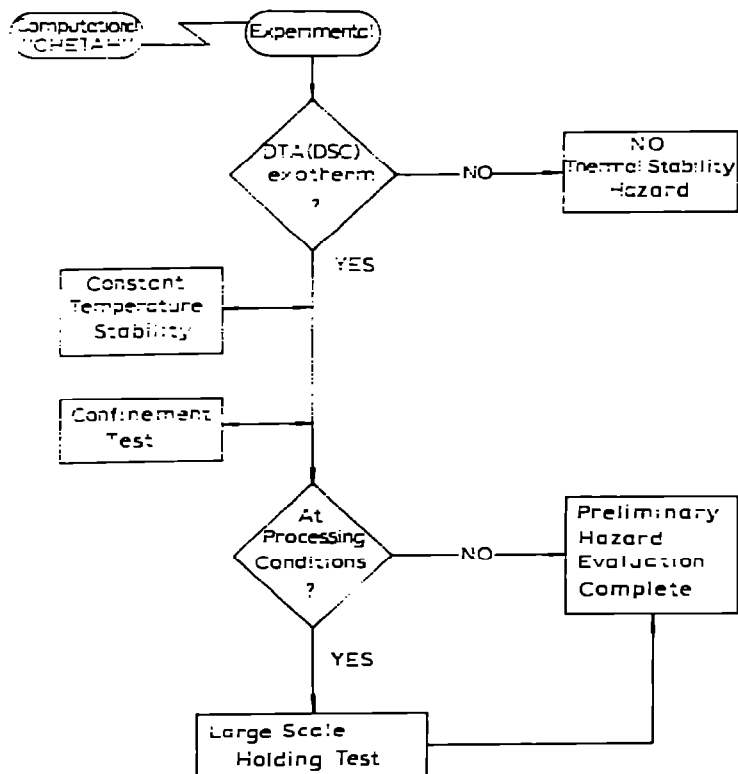 Computational
"CHETAH"
Experimental
DTA(DSC)
exotherm
?
NO
NO
Thermal Stability
Hazard
YES
Constant
Temperature
Stability
Confinement
Test
At
Processing
Conditions
?
NO
Preliminary
Hazard
Evaluation
Complete
YES
Large Scale
Holding Test